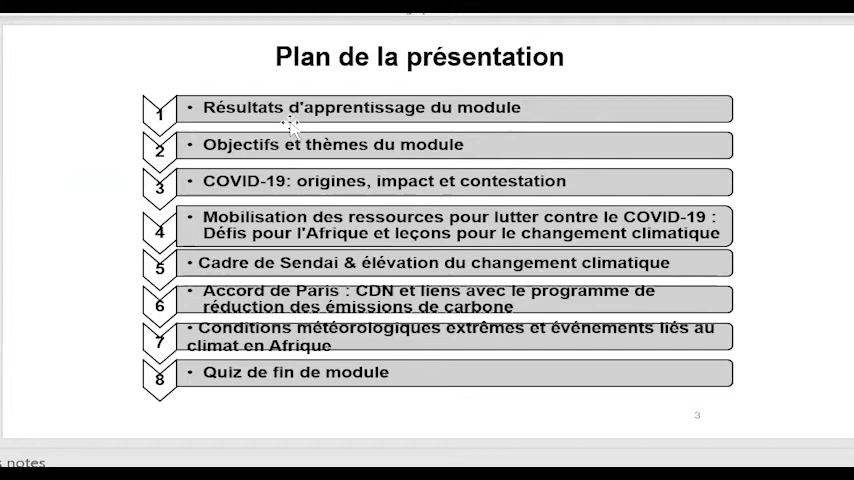 Plan de la présentation
1
• Résultats d'apprentissage du module
2
• Objectifs et thèmes du module
3
• COVID-19: origines, impact et contestation
4
• Mobilisation des ressources pour lutter contre le COVID-19 :
Défis pour l'Afrique et leçons pour le changement climatique
5
• Cadre de Sendai & élévation du changement climatique
6
• Accord de Paris : CDN et liens avec le programme de
réduction des émissions de carbone
7
• Conditions météorologiques extrêmes et événements liés au
climat en Afrique
8
• Quiz de fin de module
3
notes